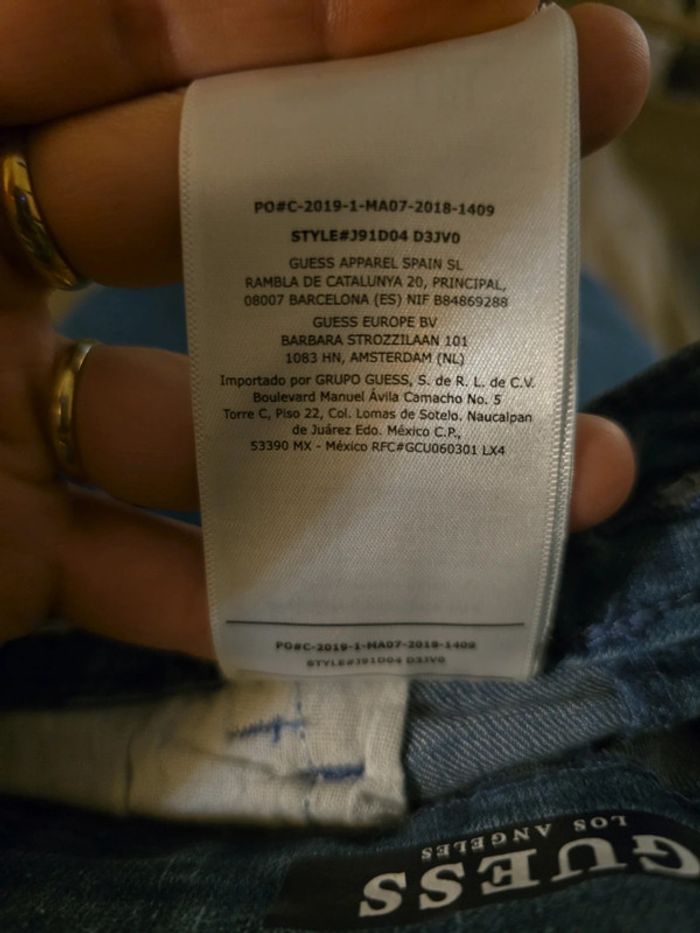 PO#C-2019-1-MA07-2018-1409
STYLE#J91D04 D3JV0
GUESS APPAREL SPAIN SL
RAMBLA DE CATALUNYA 20, PRINCIPAL,
08007 BARCELONA (ES) NIF B84869288
GUESS EUROPE BV
BARBARA STROZZILAAN 101
1083 HN, AMSTERDAM (NL)
Importado por GRUPO GUESS, S. de R. L. de C.V.
Boulevard Manuel Ávila Camacho No. 5
Torre C, Piso 22, Col. Lomas de Sotelo. Naucalpan
de Juárez Edo. México C.P.,
53390 MX - México RFC#GCU060301 LX4
PO#C-2019-1-MA07-2018-1409
STYLE#J91D04 D3JV0
GUESS
LOS ANGELES